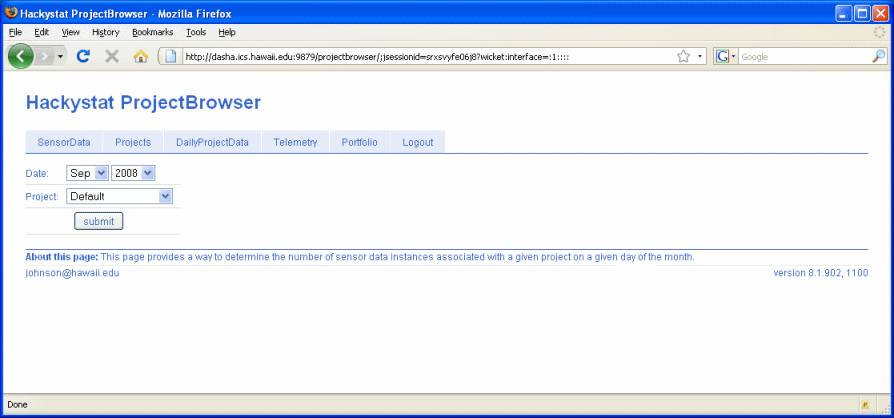 Hackystat ProjectBrowser - Mozilla Firefox
File Edit View History Bookmarks Tools Help
http://dasha.ics.hawaii.edu:9879/projectbrowser/;jsessionid=srxsvyfe06j8?wicket:interface=:1:::: G Google
Hackystat ProjectBrowser
SensorData Projects DailyProjectData Telemetry Portfolio Logout
Date: Sep 2008
Project: Default
submit
About this page: This page provides a way to determine the number of sensor data instances associated with a given project on a given day of the month.
johnson@hawaii.edu version 8.1.902, 1100
Done